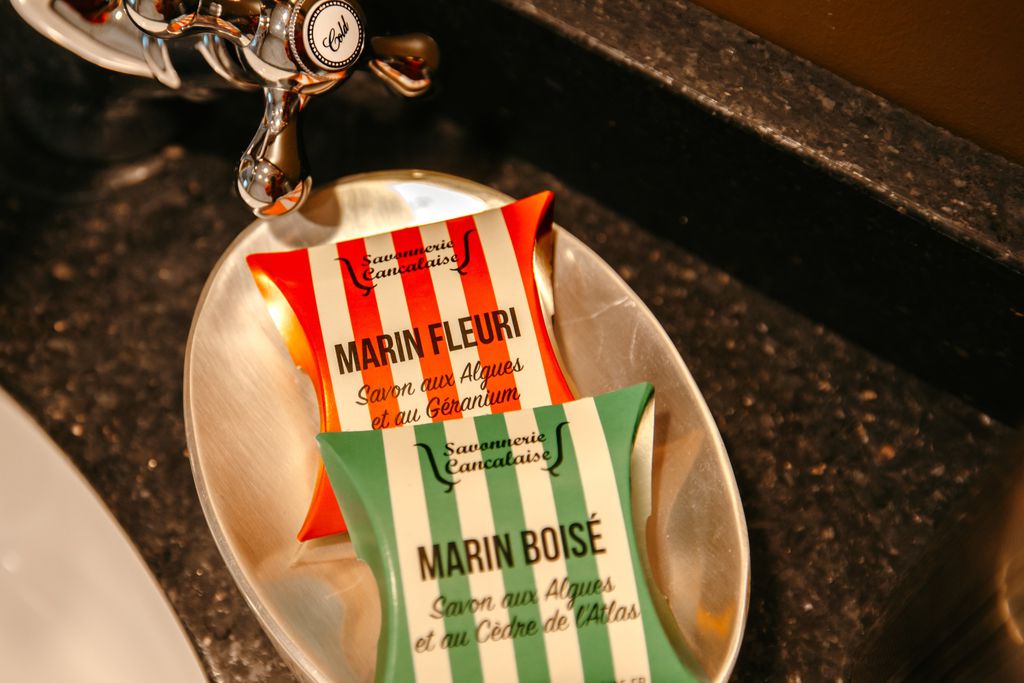 Cold
Savonnerie
Cancalaise
MARIN FLEURI
Savon aux Algues
et au Géranium
Savonnerie
Cancalaise
MARIN BOISÉ
Savon aux Algues
et au Cèdre de l'Atlas